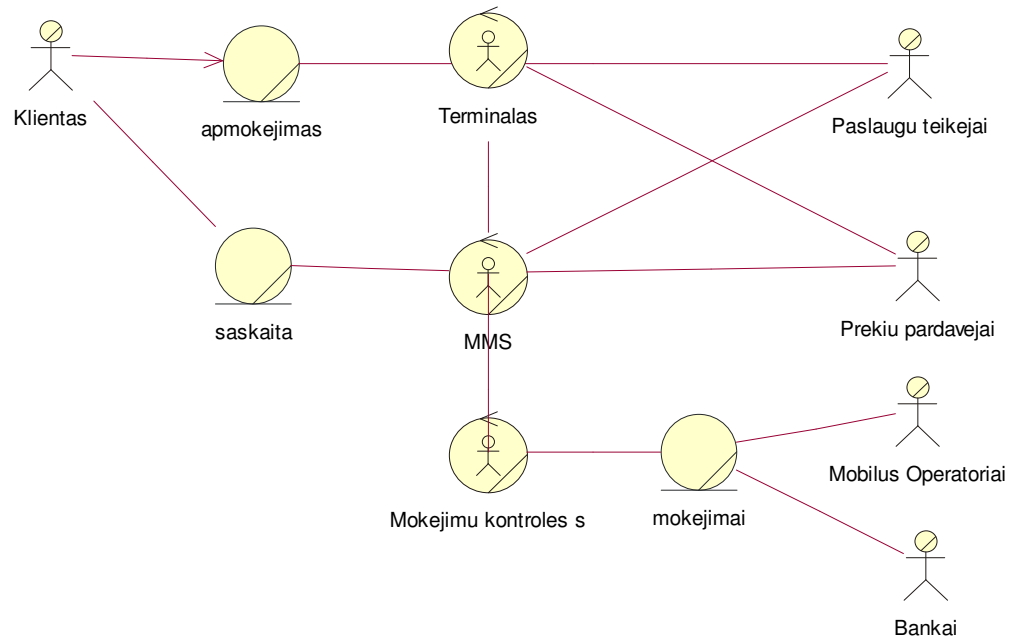 Klientas
apmokejimas
Terminalas
Paslaugu teikejai
saskaita
MMS
Prekiu pardavejai
Mokejimu kontroles s
mokejimai
Mobilus Operatoriai
Bankai